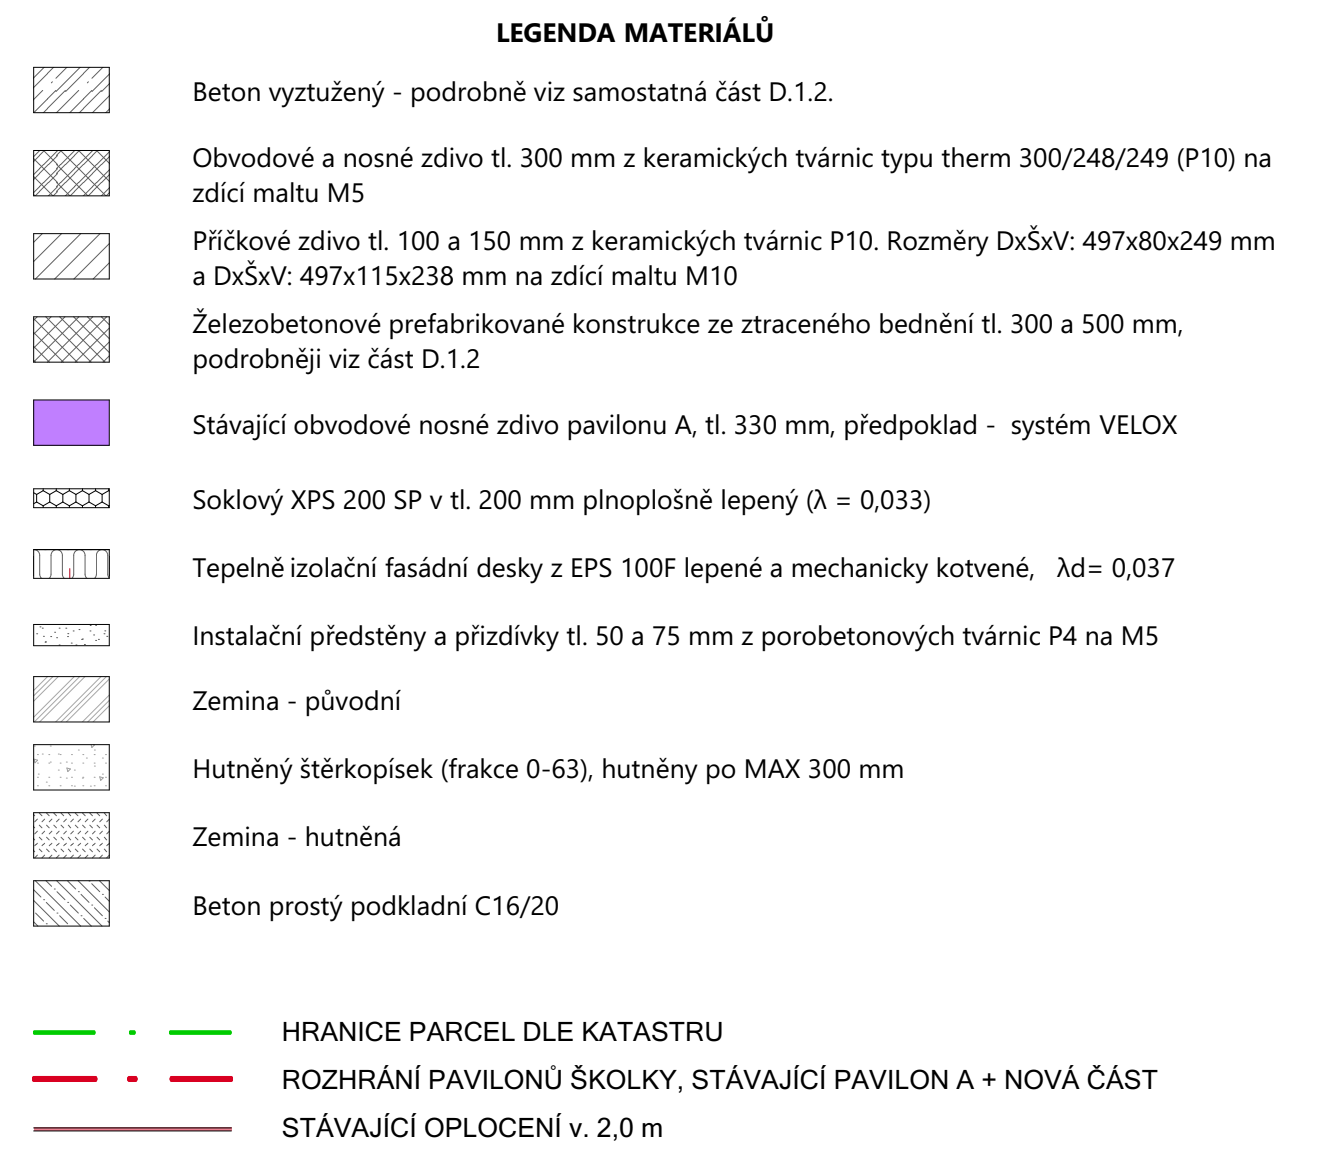 LEGENDA MATERIÁLŮ
Beton vyztužený - podrobně viz samostatná část D.1.2.
Obvodové a nosné zdivo tl. 300 mm z keramických tvárnic typu therm 300/248/249 (P10) na
zdící maltu M5
Příčkové zdivo tl. 100 a 150 mm z keramických tvárnic P10. Rozměry DxŠxV: 497x80x249 mm
a DxŠxV: 497x115x238 mm na zdící maltu M10
Železobetonové prefabrikované konstrukce ze ztraceného bednění tl. 300 a 500 mm,
podrobněji viz část D.1.2
Stávající obvodové nosné zdivo pavilonu A, tl. 330 mm, předpoklad - systém VELOX
Soklový XPS 200 SP v tl. 200 mm plnoplošně lepený (λ = 0,033)
Tepelně izolační fasádní desky z EPS 100F lepené a mechanicky kotvené, λd= 0,037
Instalační předstěny a přizdívky tl. 50 a 75 mm z porobetonových tvárnic P4 na M5
Zemina - původní
Hutněný štěrkopísek (frakce 0-63), hutněny po MAX 300 mm
Zemina - hutněná
Beton prostý podkladní C16/20
HRANICE PARCEL DLE KATASTRU
ROZHRÁNÍ PAVILONŮ ŠKOLKY, STÁVAJÍCÍ PAVILON A + NOVÁ ČÁST
STÁVAJÍCÍ OPLOCENÍ v. 2,0 m